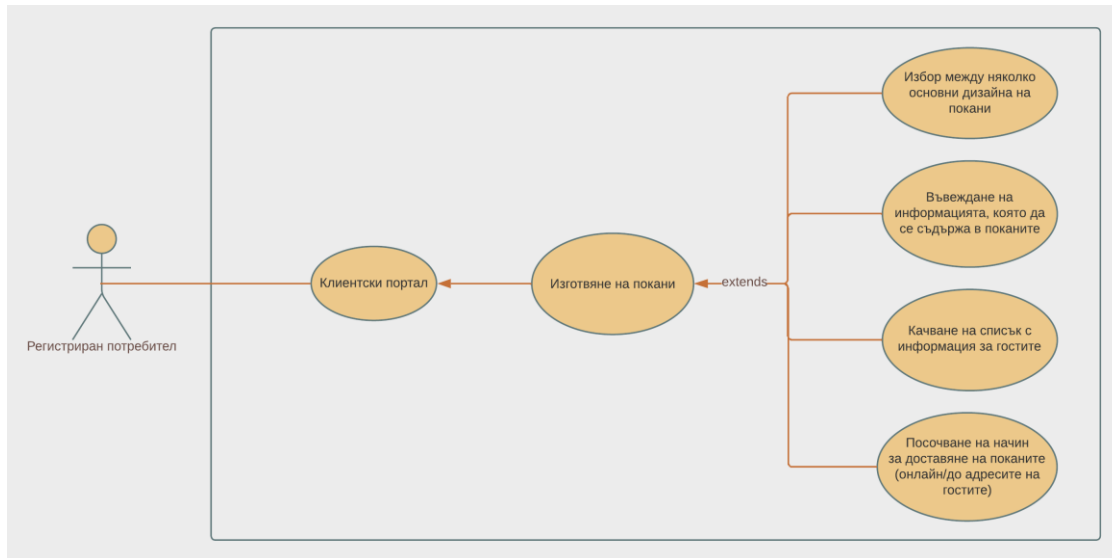 Избор между няколко
основни дизайна на
покани
Въвеждане на
информацията, която да
се съдържа в поканите
Регистриран потребител
Клиентски портал
Изготвяне на покани
extends
Качване на списък с
информация за гостите
Посочване на начин
за доставяне на поканите
(онлайн/до адресите на
гостите)